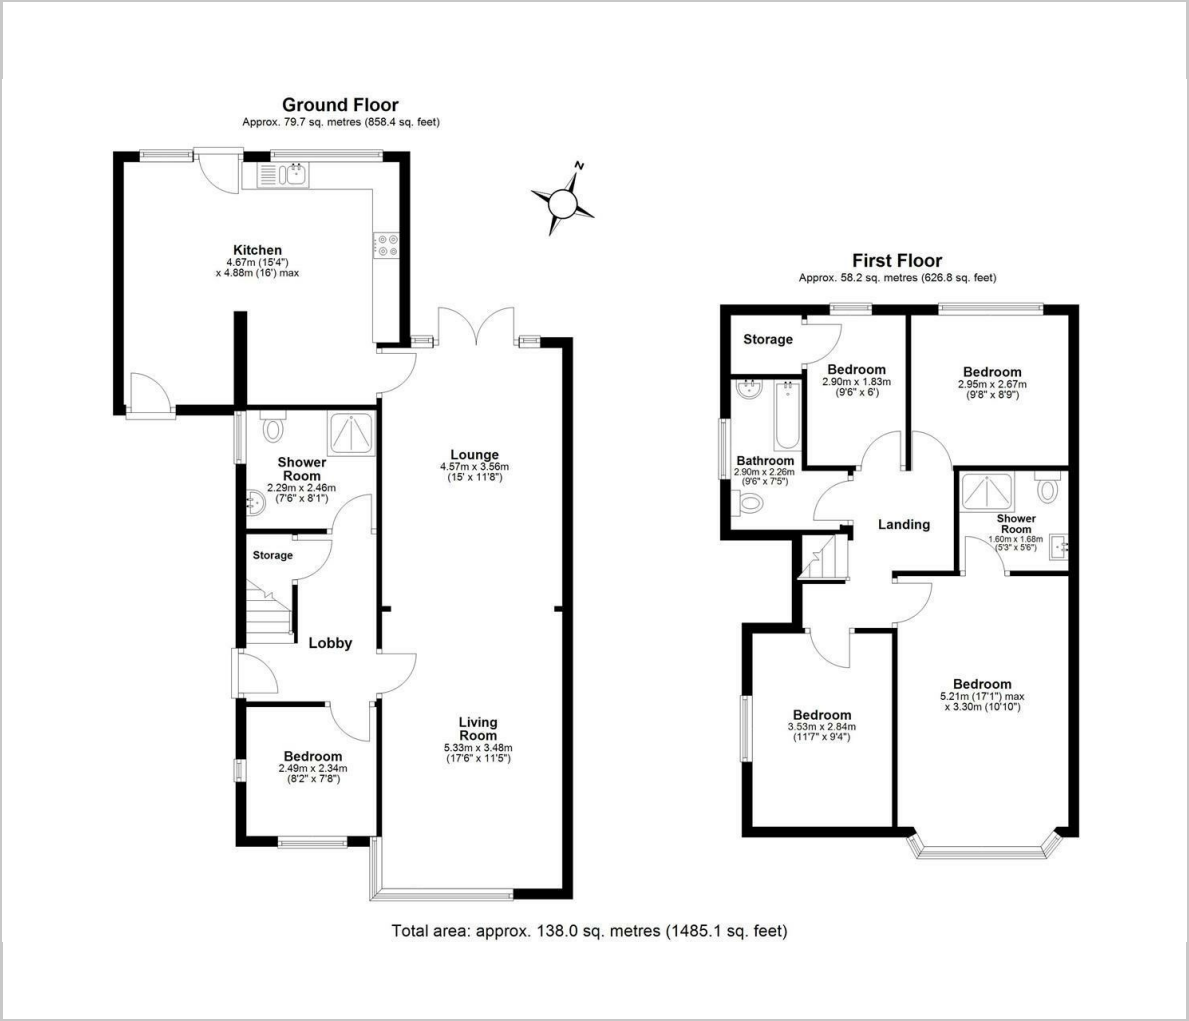 Ground Floor
Approx. 79.7 sq. metres (858.4 sq. feet)
N
Kitchen
4.67m (15'4")
x 4.88m (16') max
Lounge
4.57m x 3.56m
(15' x 11'8")
Shower
Room
2.29m x 2.46m
(7'6" x 8'1")
Storage
Lobby
Living
Room
5.33m x 3.48m
(17'6" x 11'5")
Bedroom
2.49m x 2.34m
(8'2" x 7'8")
First Floor
Approx. 58.2 sq. metres (626.8 sq. feet)
Storage
Bedroom
2.90m x 1.83m
(9'6" x 6')
Bedroom
2.95m x 2.67m
(9'8" x 8'9")
Bathroom
2.90m x 2.26m
(9'6" x 7'5")
Landing
Shower
Room
1.60m x 1.68m
(5'3" x 5'6")
Bedroom
5.21m (17'1") max
x 3.30m (10'10")
Bedroom
3.53m x 2.84m
(11'7" x 9'4")
Total area: approx. 138.0 sq. metres (1485.1 sq. feet)